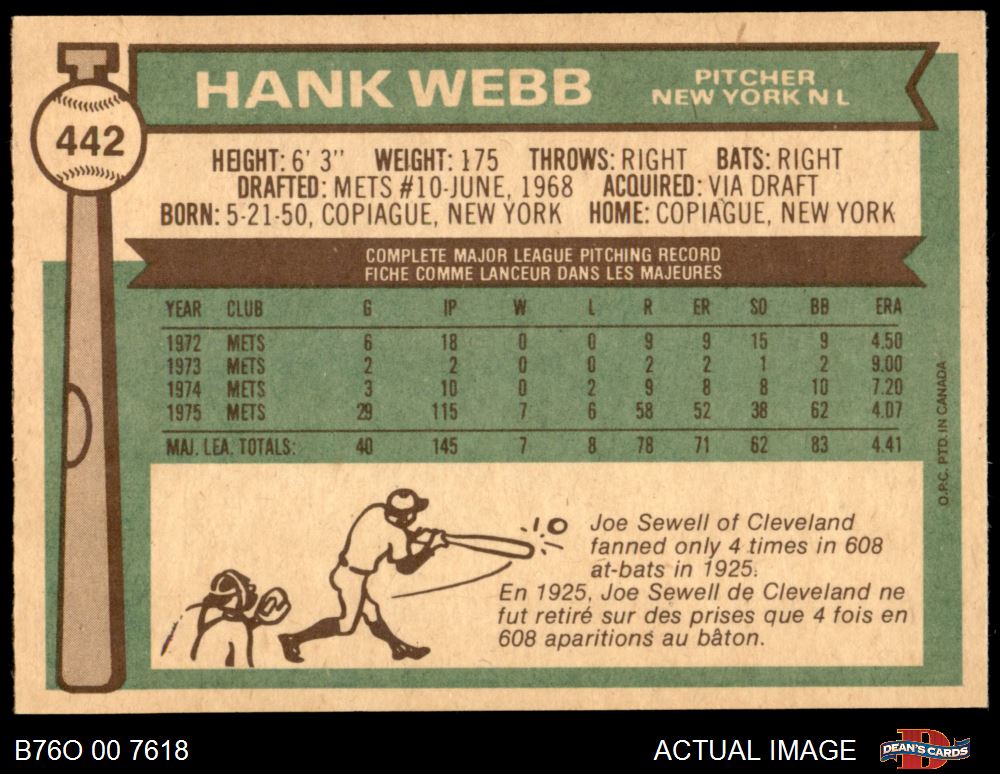 HANK WEBB
PITCHER
NEW YORK N L
442
HEIGHT: 6' 3" WEIGHT: 175 THROWS: RIGHT BATS: RIGHT
DRAFTED: METS #10-JUNE, 1968 ACQUIRED: VIA DRAFT
BORN: 5-21-50, COPIAGUE, NEW YORK HOME: COPIAGUE, NEW YORK
COMPLETE MAJOR LEAGUE PITCHING RECORD
FICHE COMME LANCEUR DANS LES MAJEURES
YEAR CLUB G IP W L R ER SO BB ERA
1972 METS 6 18 0 0 9 9 15 9 4.50
1973 METS 2 2 0 0 2 2 1 2 9.00
1974 METS 3 10 0 2 9 8 8 10 7.20
1975 METS 29 115 7 6 58 52 38 62 4.07
MAJ. LEA. TOTALS: 40 145 7 8 78 71 62 83 4.41
O.P.C. PTD. IN CANADA
Joe Sewell of Cleveland
fanned only 4 times in 608
at-bats in 1925.
En 1925, Joe Sewell de Cleveland ne
fut retiré sur des prises que 4 fois en
608 aparitions au bâton.
B76O 00 7618
ACTUAL IMAGE
DEAN'S CARDS